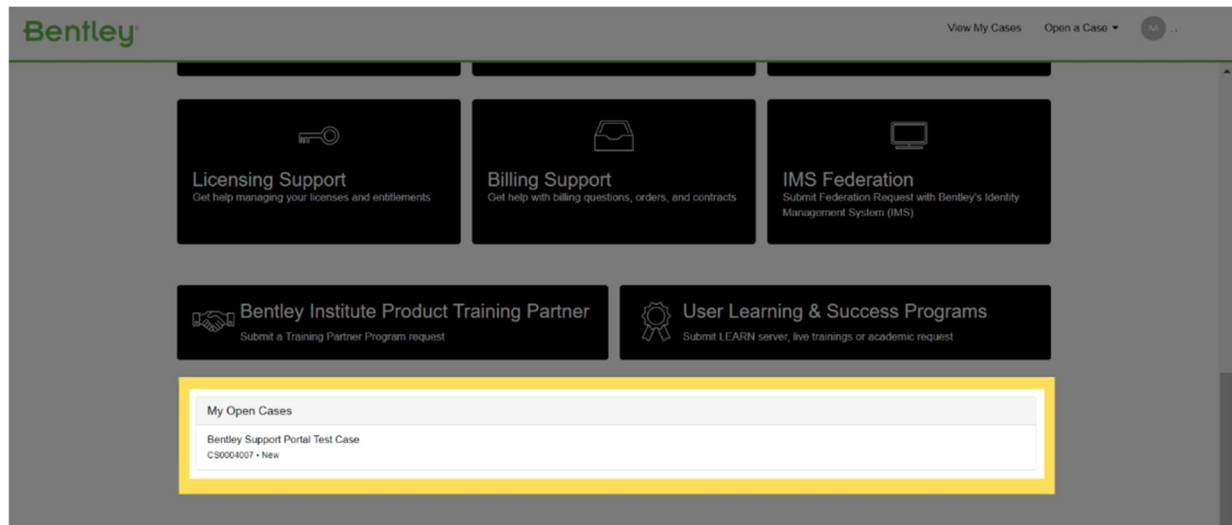 Bentley
View My Cases
Open a Case
AA
Licensing Support
Get help managing your licenses and entitlements
Billing Support
Get help with billing questions, orders, and contracts
IMS Federation
Submit Federation Request with Bentley's Identity
Management System (IMS)
Bentley Institute Product Training Partner
Submit a Training Partner Program request
User Learning & Success Programs
Submit LEARN server, live trainings or academic request
My Open Cases
Bentley Support Portal Test Case
CS0004007 • New